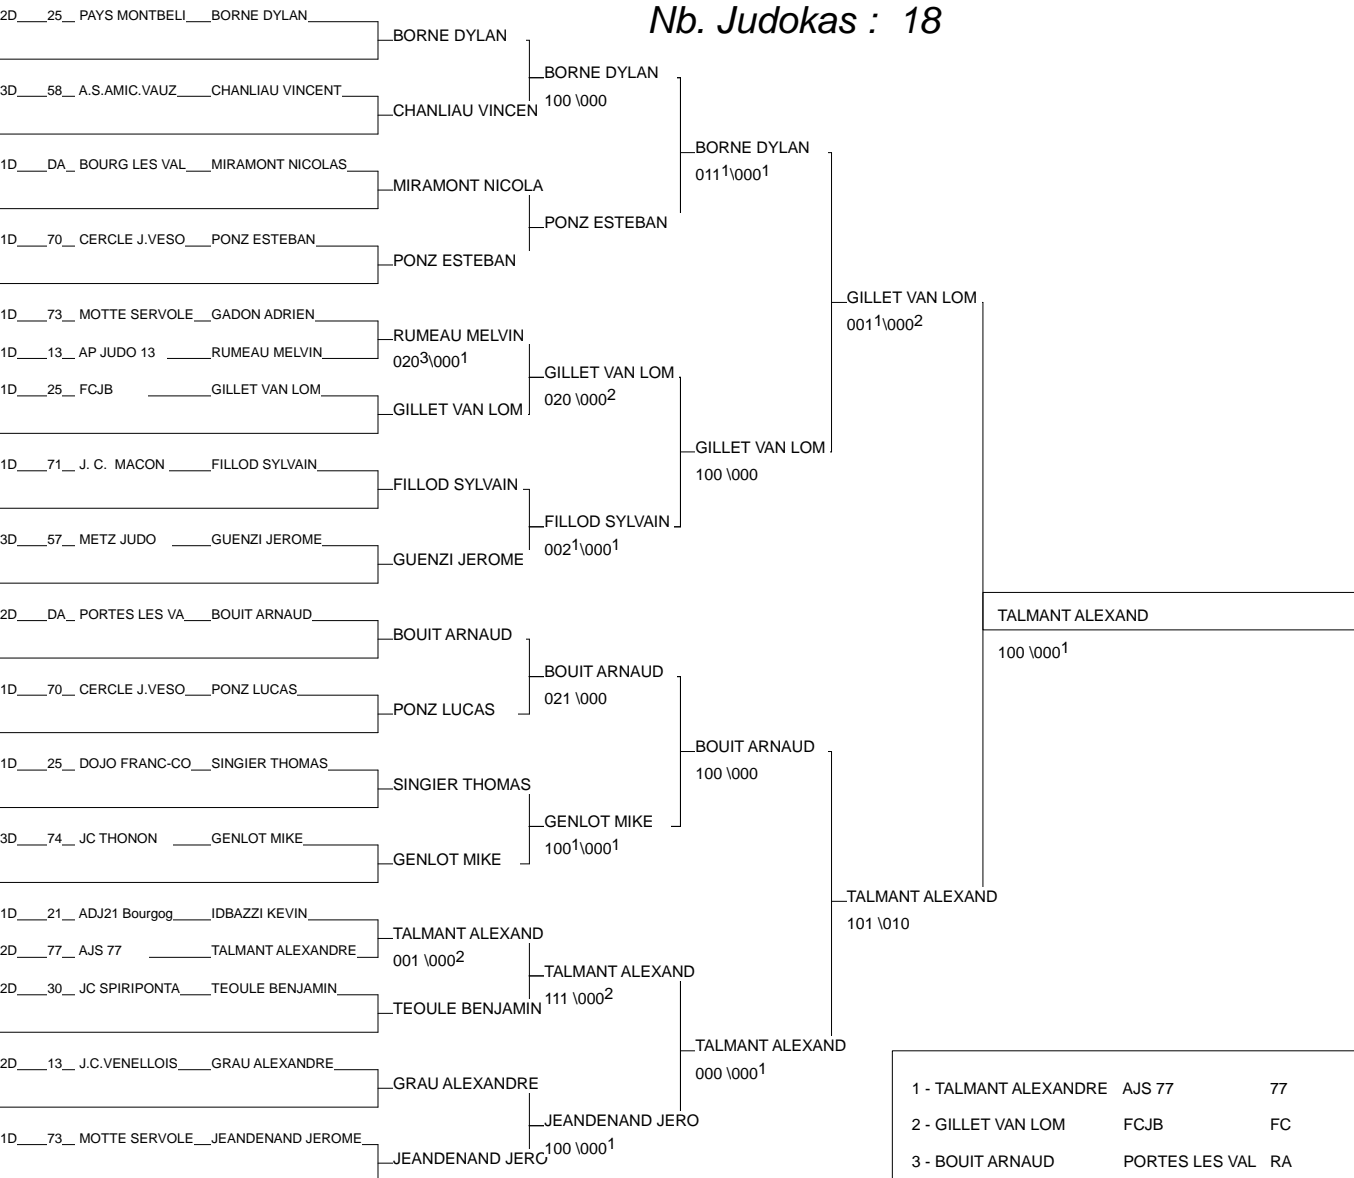 Nb. Judokas : 18
2D 25 PAYS MONTBELI BORNE DYLAN
3D 58 A.S.AMIC.VAUZ CHANLIAU VINCENT
1D DA BOURG LES VAL MIRAMONT NICOLAS
1D 70 CERCLE J.VESO PONZ ESTEBAN
1D 73 MOTTE SERVOLE GADON ADRIEN
1D 13 AP JUDO 13 RUMEAU MELVIN
1D 25 FCJB GILLET VAN LOM
1D 71 J. C. MACON FILLOD SYLVAIN
3D 57 METZ JUDO GUENZI JEROME
2D DA PORTES LES VA BOUIT ARNAUD
1D 70 CERCLE J.VESO PONZ LUCAS
1D 25 DOJO FRANC-CO SINGIER THOMAS
3D 74 JC THONON GENLOT MIKE
1D 21 ADJ21 Bourgog IDBAZZI KEVIN
2D 77 AJS 77 TALMANT ALEXANDRE
2D 30 JC SPIRIPONTA TEOULE BENJAMIN
2D 13 J.C.VENELLOIS GRAU ALEXANDRE
1D 73 MOTTE SERVOLE JEANDENAND JEROME
BORNE DYLAN
CHANLIAU VINCEN
MIRAMONT NICOLA
PONZ ESTEBAN
RUMEAU MELVIN
020³\000¹
GILLET VAN LOM
FILLOD SYLVAIN
GUENZI JEROME
BOUIT ARNAUD
PONZ LUCAS
SINGIER THOMAS
GENLOT MIKE
TALMANT ALEXAND
001 \000²
TEOULE BENJAMIN
GRAU ALEXANDRE
JEANDENAND JERO
BORNE DYLAN
100 \000
PONZ ESTEBAN
GILLET VAN LOM
020 \000²
FILLOD SYLVAIN
002¹\000¹
BOUIT ARNAUD
021 \000
GENLOT MIKE
100¹\000¹
TALMANT ALEXAND
111 \000²
JEANDENAND JERO
100 \000¹
BORNE DYLAN
011¹\000¹
GILLET VAN LOM
100 \000
BOUIT ARNAUD
100 \000
TALMANT ALEXAND
000 \000¹
GILLET VAN LOM
001¹\000²
TALMANT ALEXAND
101 \010
TALMANT ALEXAND
100 \000¹
1 - TALMANT ALEXANDRE AJS 77 77
2 - GILLET VAN LOM FCJB FC
3 - BOUIT ARNAUD PORTES LES VAL RA